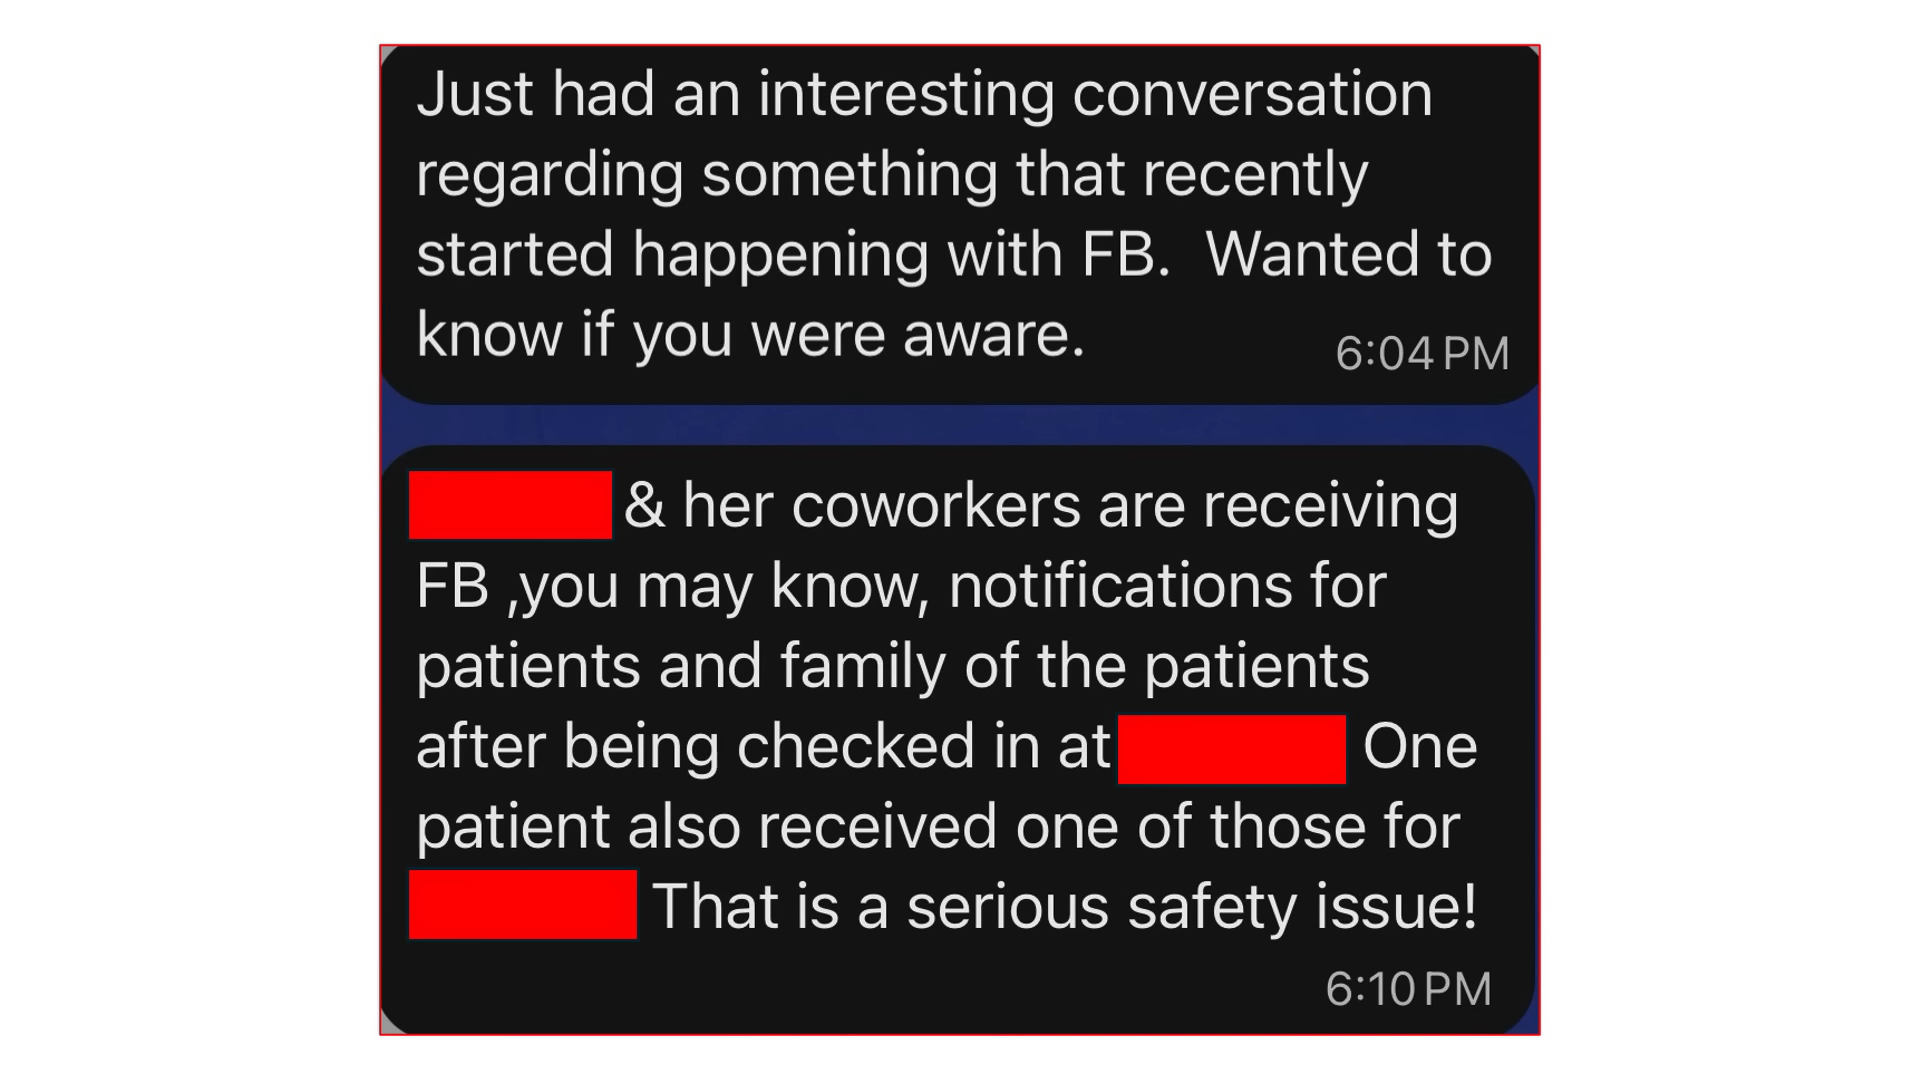 Just had an interesting conversation
regarding something that recently
started happening with FB.  Wanted to
know if you were aware.
6:04 PM
& her coworkers are receiving
FB ,you may know, notifications for
patients and family of the patients
after being checked in at One
patient also received one of those for
That is a serious safety issue!
6:10 PM